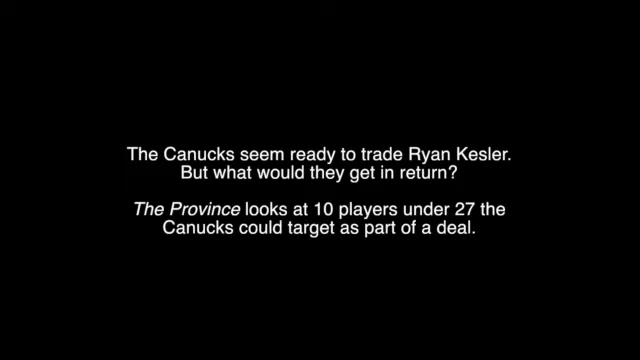 The Canucks seem ready to trade Ryan Kesler.
But what would they get in return?
The Province looks at 10 players under 27 the
Canucks could target as part of a deal.